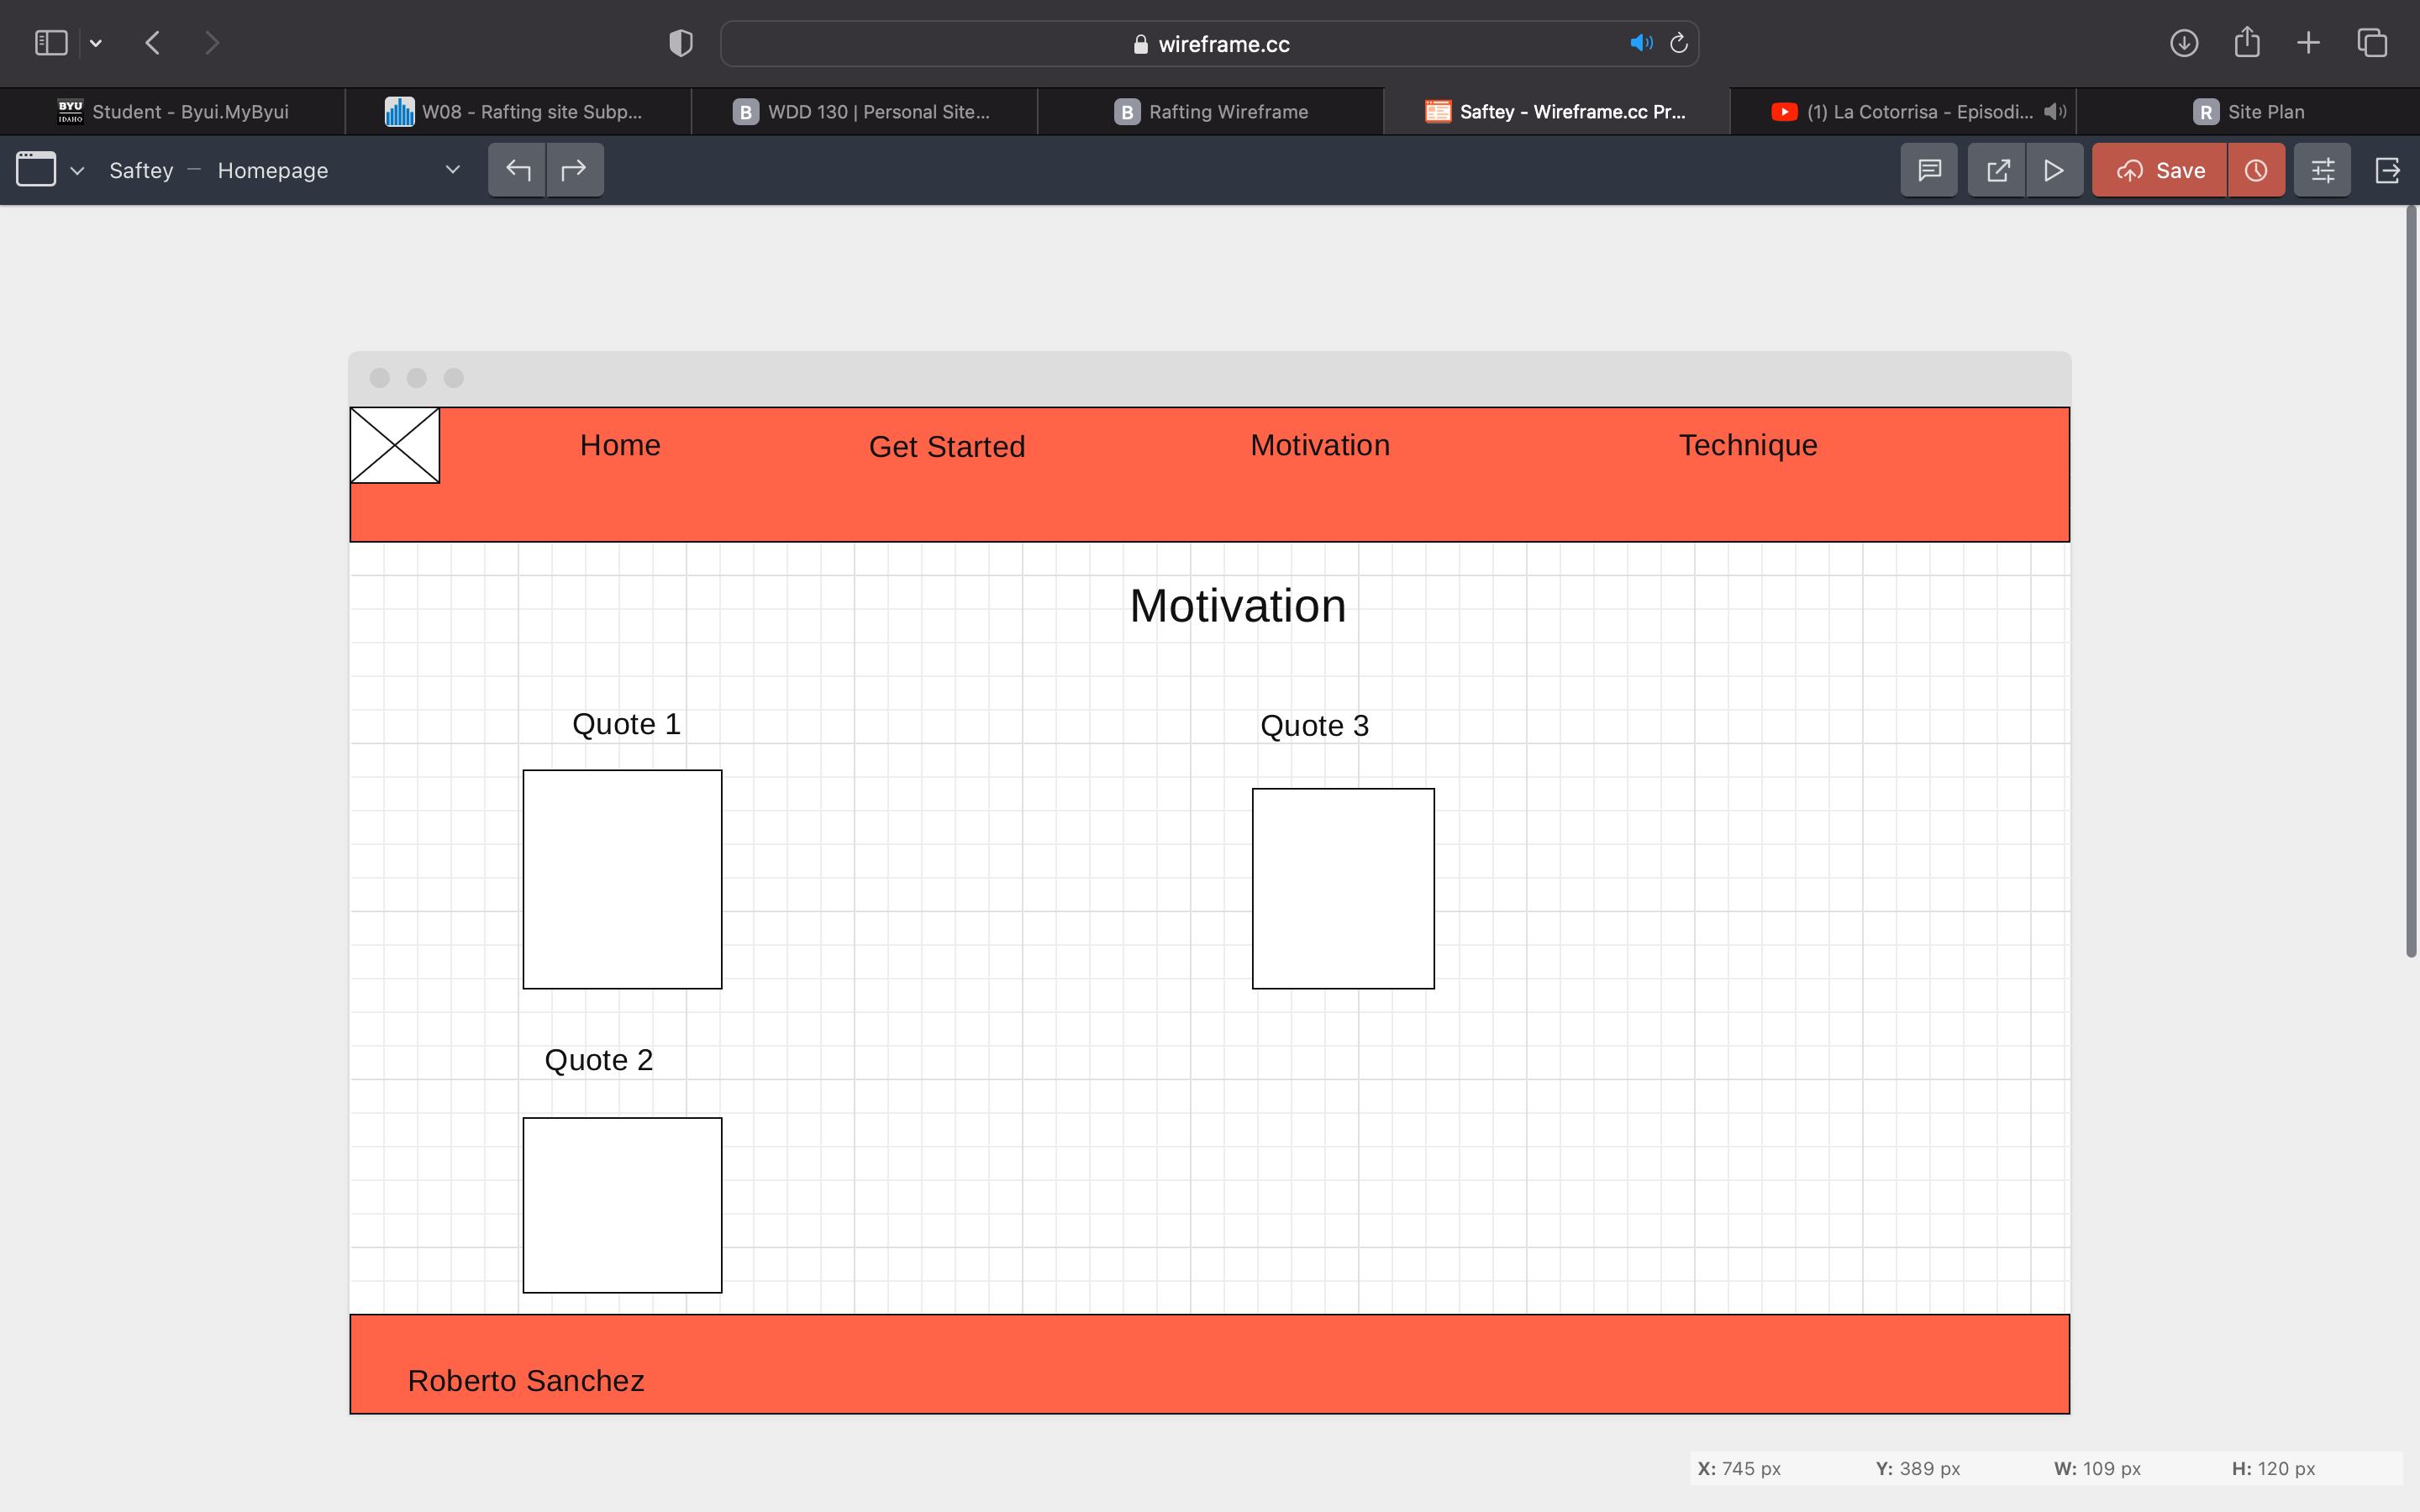 wireframe.cc
BYU IDAHO Student - Byui.MyByui
W08 - Rafting site Subp...
B WDD 130 | Personal Site...
B Rafting Wireframe
Saftey - Wireframe.cc Pr...
(1) La Cotorrisa - Episodi...
R Site Plan
Saftey — Homepage
Save
Home Get Started Motivation Technique
Motivation
Quote 1
Quote 3
Quote 2
Roberto Sanchez
X: 745 px Y: 389 px W: 109 px H: 120 px